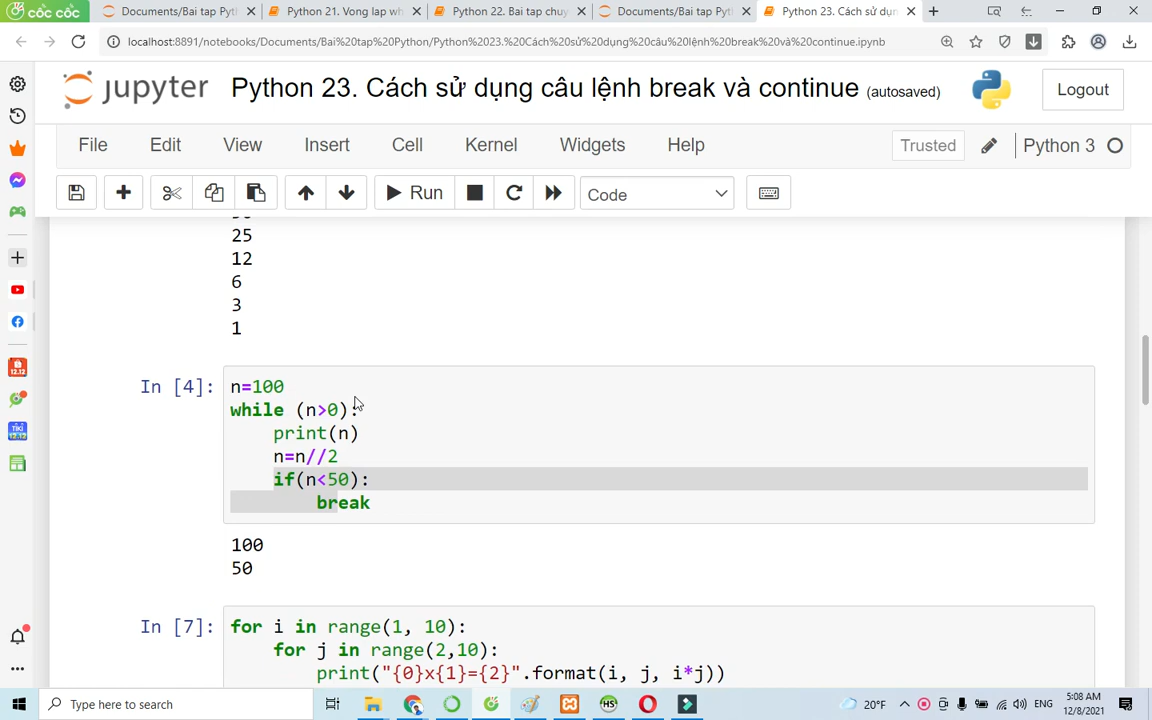 CỐC CỐC
Documents/Bai tap Pyth
Python 21. Vong lap wh
Python 22. Bai tap chuy
Documents/Bai tap Pyt
Python 23. Cách sử dụn
localhost:8891/notebooks/Documents/Bai%20tap%20Python/Python%2023.%20Cách%20sử%20dụng%20câu%20lệnh%20break%20và%20continue.ipynb
jupyter Python 23. Cách sử dụng câu lệnh break và continue (autosaved)
Logout
File Edit View Insert Cell Kernel Widgets Help
Trusted
Python 3
Run
Code
25
12
6
3
1
In [4]: n=100
while (n>0):
print(n)
n=n//2
if(n<50):
break
100
50
In [7]: for i in range(1, 10):
for j in range(2,10):
print("{0}x{1}={2}".format(i, j, i*j))
12.12
TIKI
Type here to search
HS
20°F
ENG
5:08 AM
12/8/2021